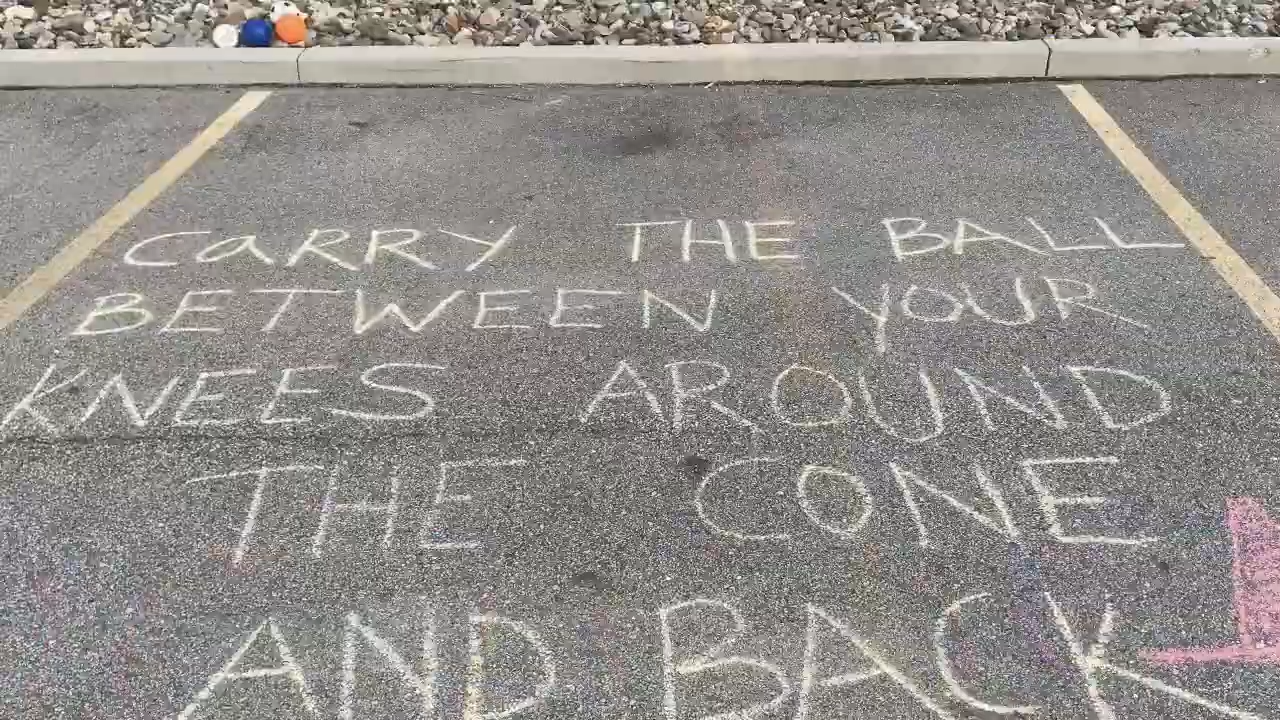 CaRRY THE BALL
BETWEEN YOUR
KNEES AROUND
THE CONE
AND BACK